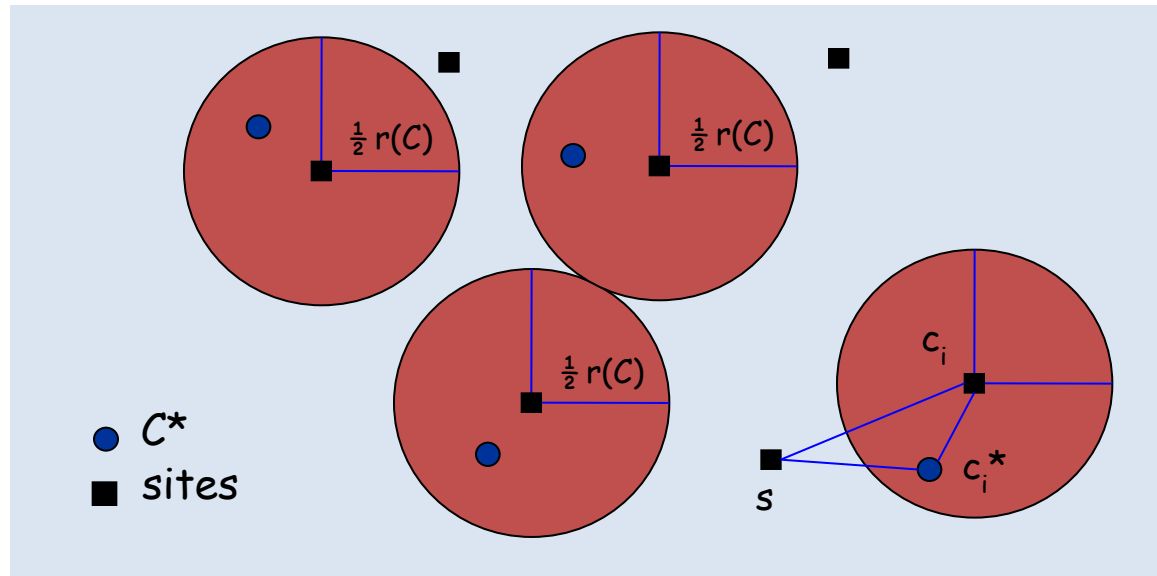 ½ r(C)
½ r(C)
½ r(C)
c_i
c_i*
s
C*
sites